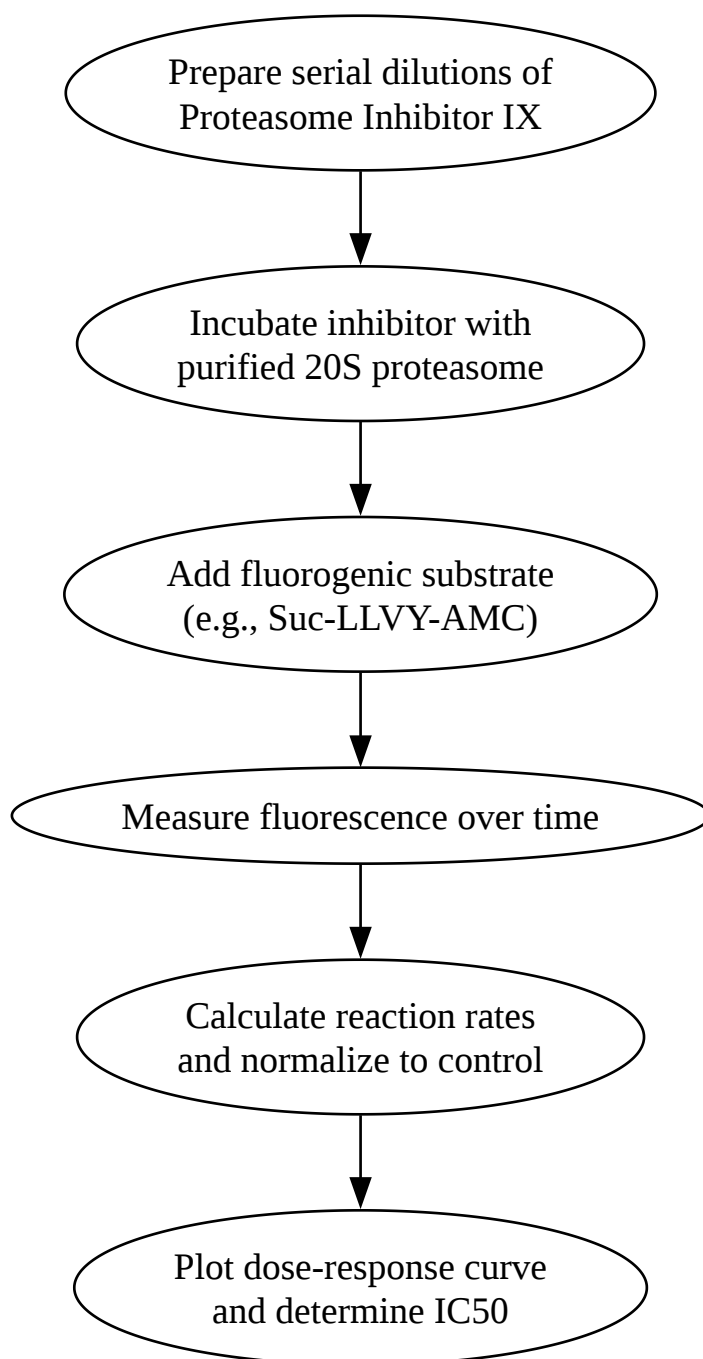 Prepare serial dilutions of
Proteasome Inhibitor IX
Incubate inhibitor with
purified 20S proteasome
Add fluorogenic substrate
(e.g., Suc-LLVY-AMC)
Measure fluorescence over time
Calculate reaction rates
and normalize to control
Plot dose-response curve
and determine IC50